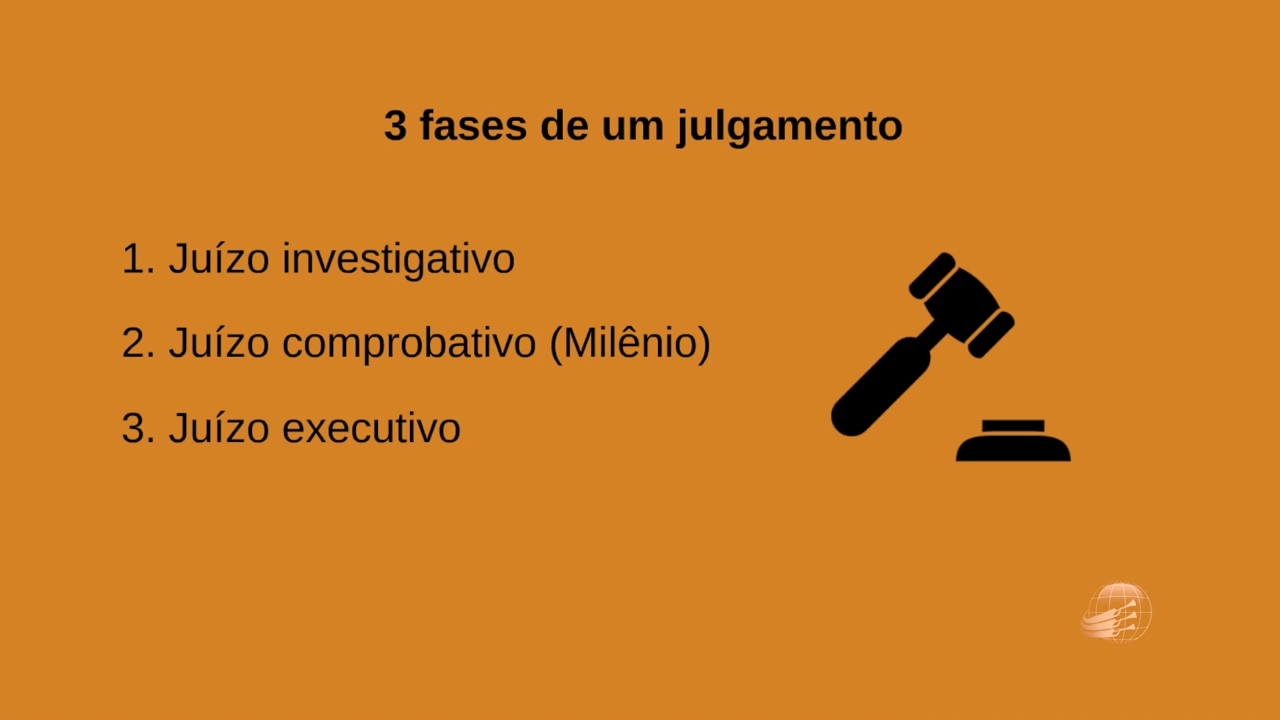 3 fases de um julgamento
1. Juízo investigativo
2. Juízo comprobativo (Milênio)
3. Juízo executivo